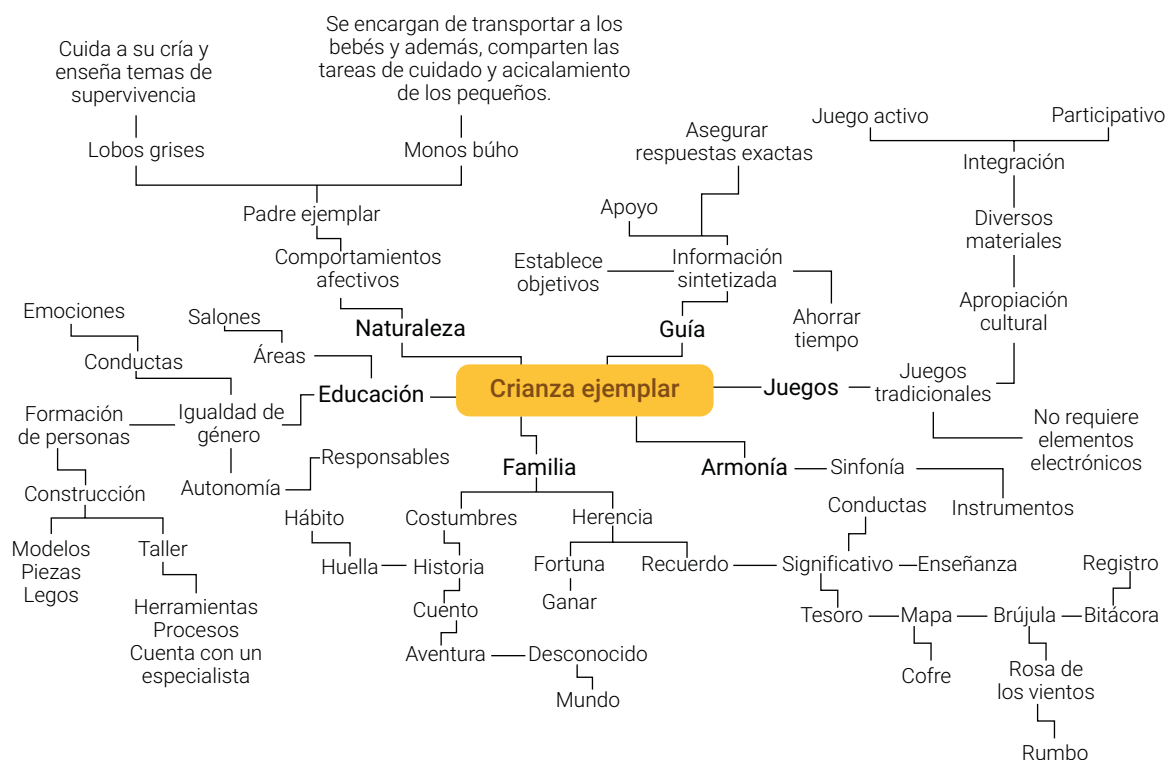 Cuida a su cría y
enseña temas de
supervivencia
Se encargan de transportar a los
bebés y además, comparten las
tareas de cuidado y acicalamiento
de los pequeños.
Lobos grises
Monos búho
Padre ejemplar
Comportamientos
afectivos
Naturaleza
Asegurar
respuestas exactas
Apoyo
Establece
objetivos
Información
sintetizada
Ahorrar
tiempo
Guía
Juego activo
Participativo
Integración
Diversos
materiales
Apropiación
cultural
Juegos
tradicionales
No requiere
elementos
electrónicos
Juegos
Crianza ejemplar
Emociones
Salones
Conductas
Áreas
Educación
Formación
de personas
Igualdad de
género
Autonomía
Responsables
Construcción
Modelos
Piezas
Legos
Taller
Herramientas
Procesos
Cuenta con un
especialista
Familia
Costumbres
Herencia
Hábito
Huella
Historia
Cuento
Aventura
Desconocido
Mundo
Fortuna
Ganar
Recuerdo
Significativo
Conductas
Enseñanza
Tesoro
Mapa
Cofre
Brújula
Bitácora
Registro
Rosa de
los vientos
Rumbo
Armonía
Sinfonía
Instrumentos